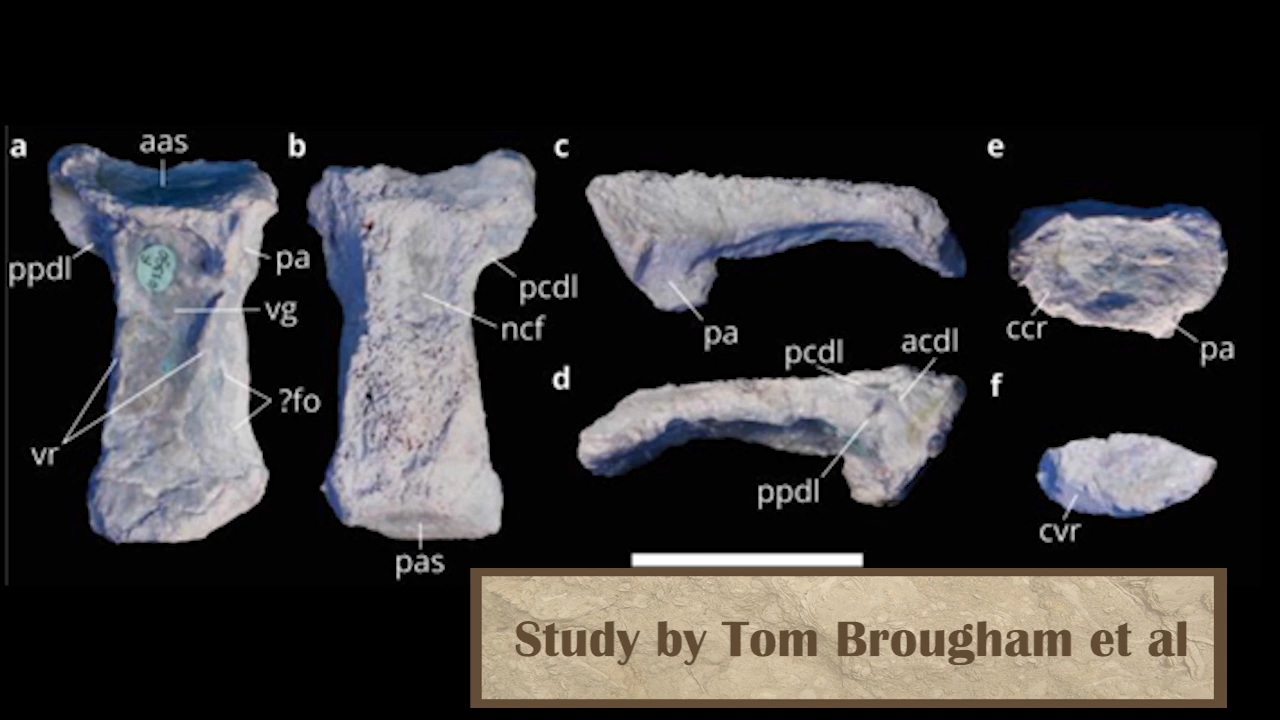 a
aas
b
c
e
ppdl
pa
vg
pcdl
ncf
?fo
vr
pas
pa
ccr
pa
d
pcdl
acdl
ppdl
f
cvr
Study by Tom Brougham et al